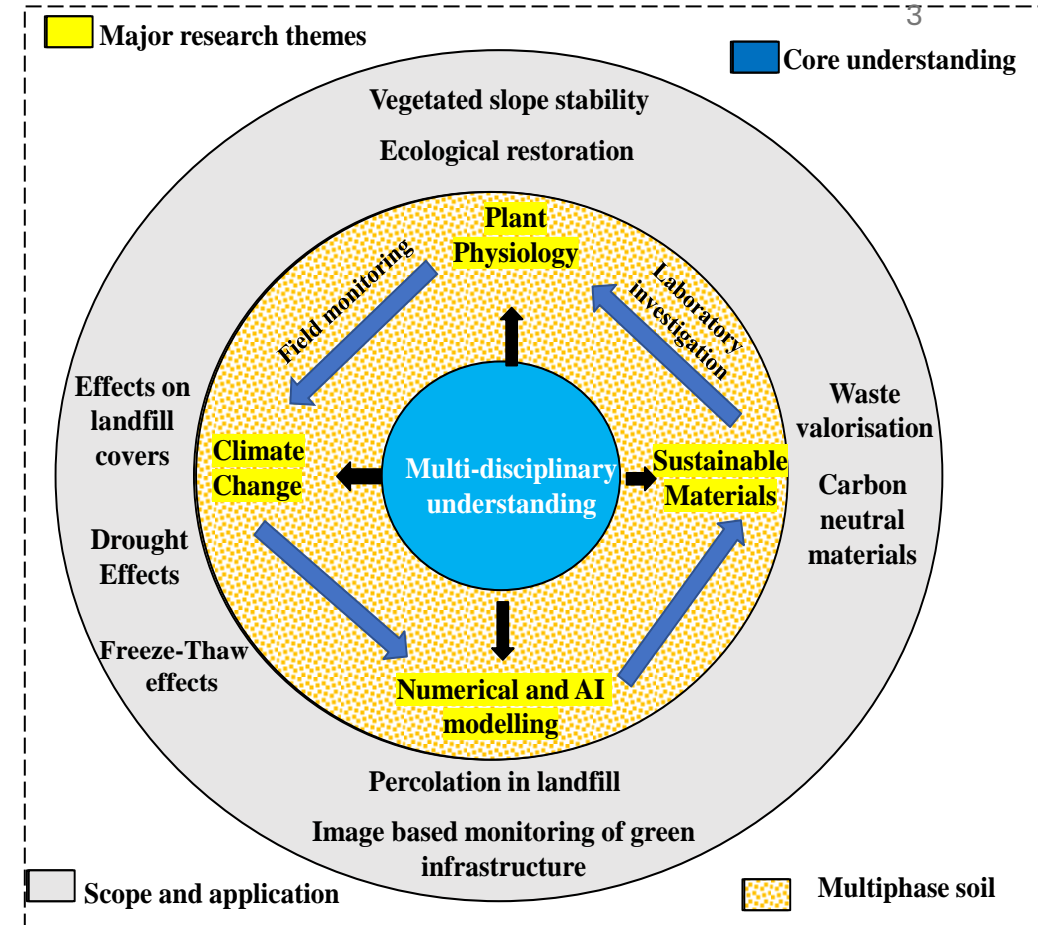 3
Major research themes
Core understanding
Vegetated slope stability
Ecological restoration
Plant
Physiology
Field monitoring
Laboratory
investigation
Effects on
landfill
covers
Climate
Change
Multi-disciplinary
understanding
Sustainable
Materials
Waste
valorisation
Carbon
neutral
materials
Drought
Effects
Freeze-Thaw
effects
Numerical and AI
modelling
Percolation in landfill
Image based monitoring of green
infrastructure
Scope and application
Multiphase soil